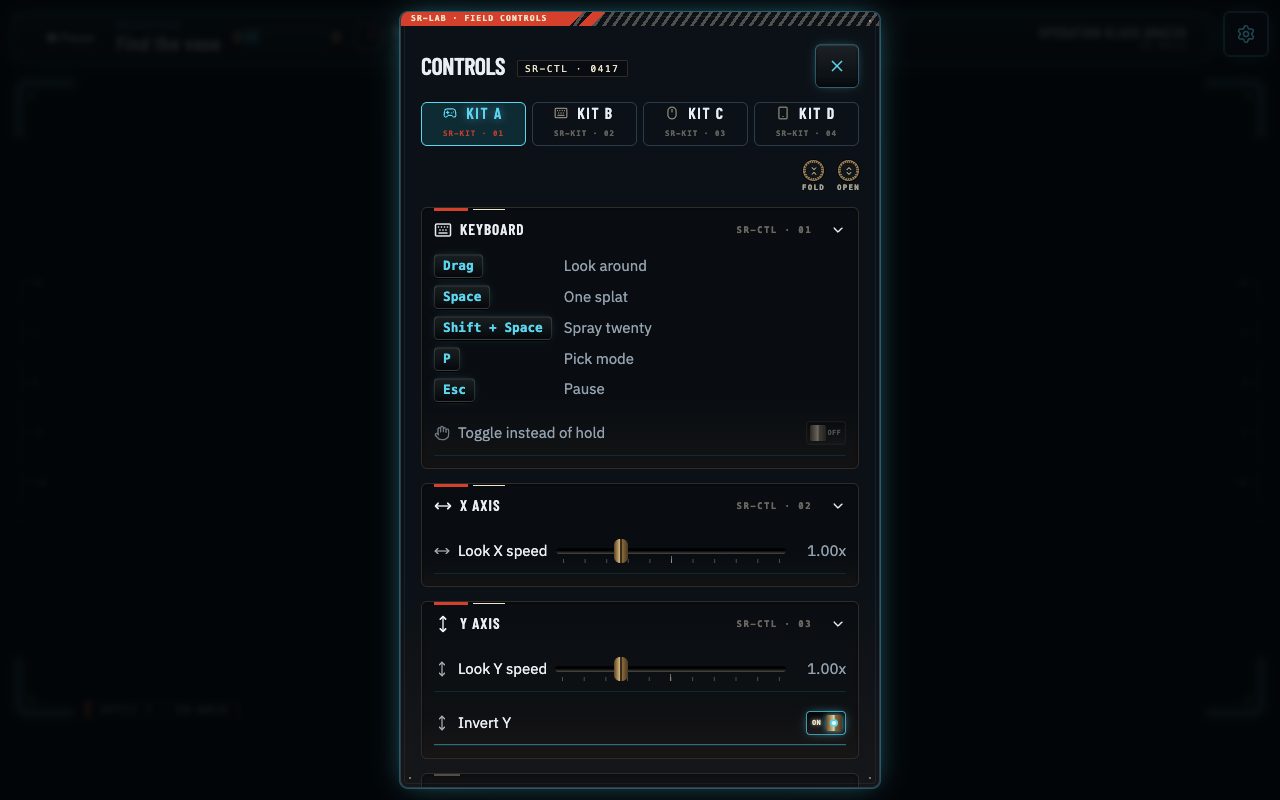 SR-LAB · FIELD CONTROLS
CONTROLS SR-CTL · 0417
KIT A KIT B KIT C KIT D
SR-KIT · 01 SR-KIT · 02 SR-KIT · 03 SR-KIT · 04
FOLD OPEN
KEYBOARD SR-CTL · 01
Drag Look around
Space One splat
Shift + Space Spray twenty
P Pick mode
Esc Pause
Toggle instead of hold OFF
X AXIS SR-CTL · 02
Look X speed 1.00x
Y AXIS SR-CTL · 03
Look Y speed 1.00x
Invert Y ON